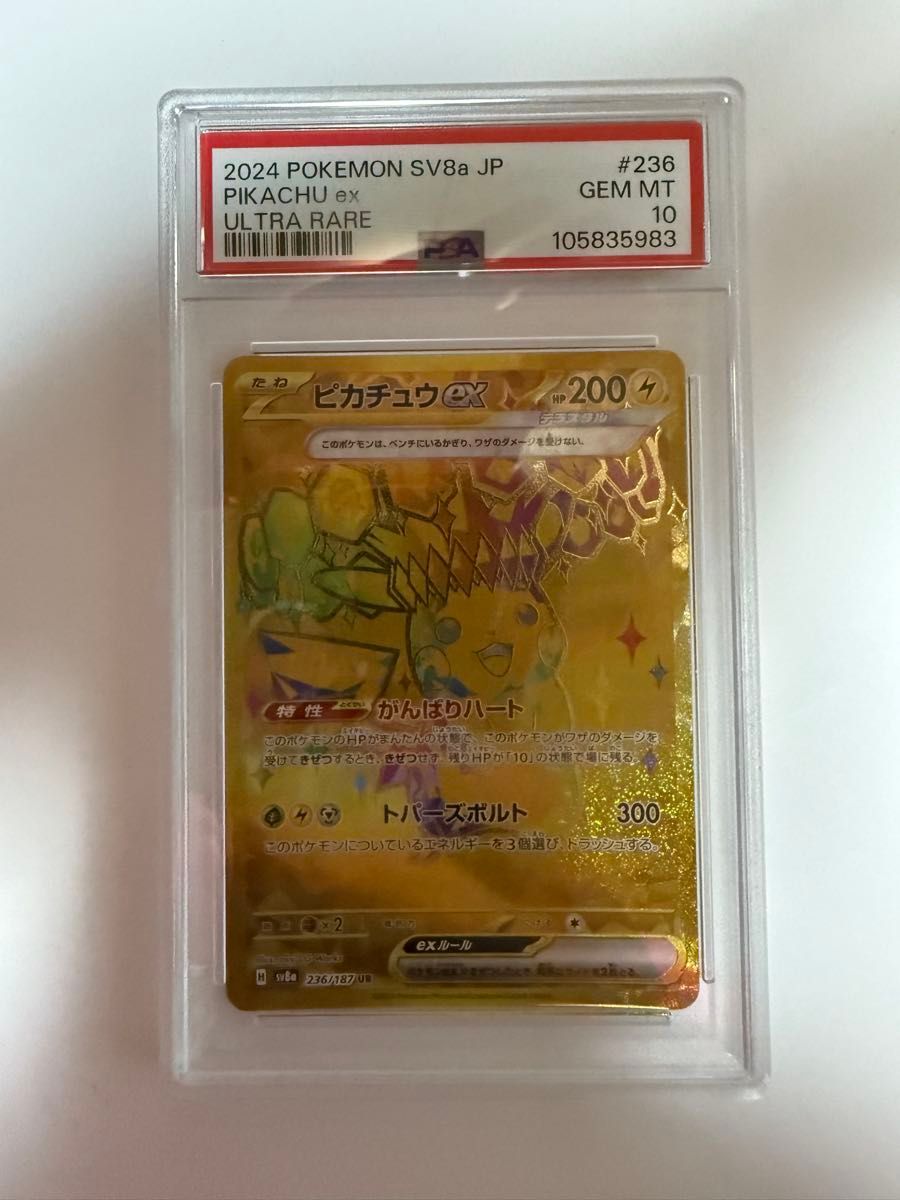 2024 POKEMON SV8a JP #236
PIKACHU ex GEM MT
ULTRA RARE 10
PSA 105835983
たね ピカチュウex HP200
テラスタル
このポケモンは、ベンチにいるかぎり、ワザのダメージを受けない。
特性 がんばりハート
このポケモンのHPがまんたんの状態で、このポケモンがワザのダメージを
受けてきぜつするとき、きぜつせず、残りHPが「10」の状態で場に残る。
トパーズボルト 300
このポケモンについているエネルギーを3個選び、トラッシュする。
×2 にげる
exルール
H sv8a 236/187 UR